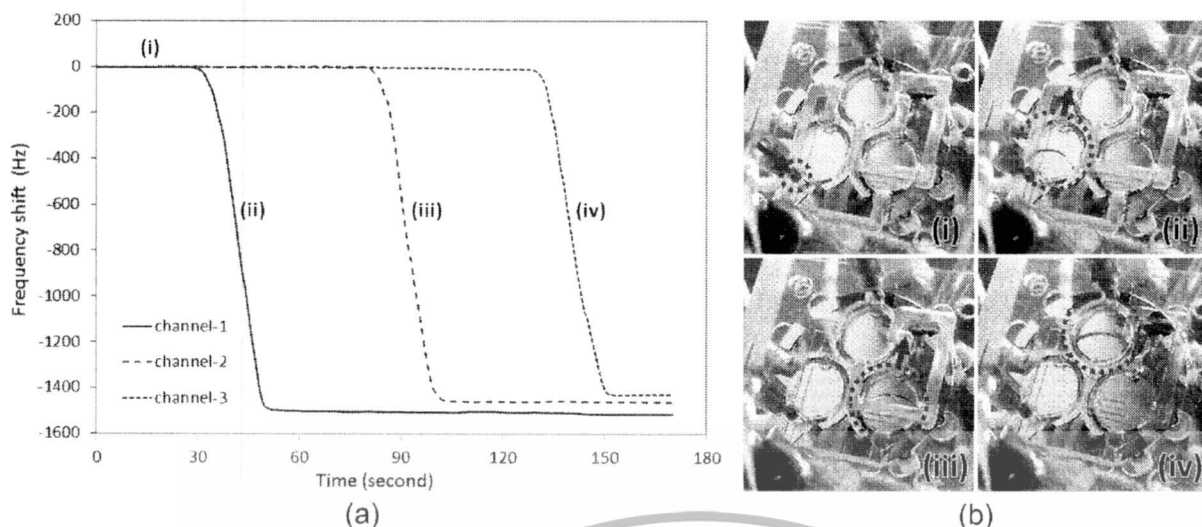 200
(i)
0
-200
-400
-600
(ii)
(iii)
(iv)
-800
-1000
-1200
-1400
-1600
Frequency shift (Hz)
channel-1
channel-2
channel-3
0 30 60 90 120 150 180
Time (second)
(a)
(i)
(ii)
(iii)
(iv)
(b)